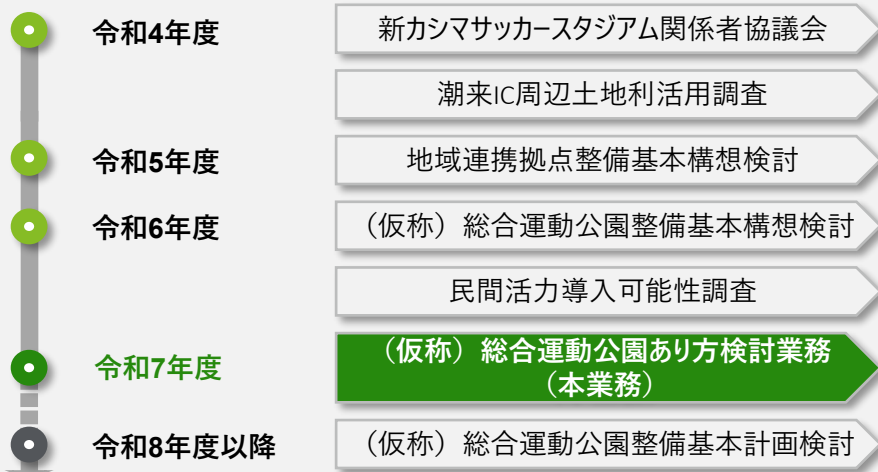 令和4年度
新カシマサッカースタジアム関係者協議会
潮来IC周辺土地利活用調査
令和5年度
地域連携拠点整備基本構想検討
令和6年度
（仮称）総合運動公園整備基本構想検討
民間活力導入可能性調査
令和7年度
（仮称）総合運動公園あり方検討業務
（本業務）
令和8年度以降
（仮称）総合運動公園整備基本計画検討